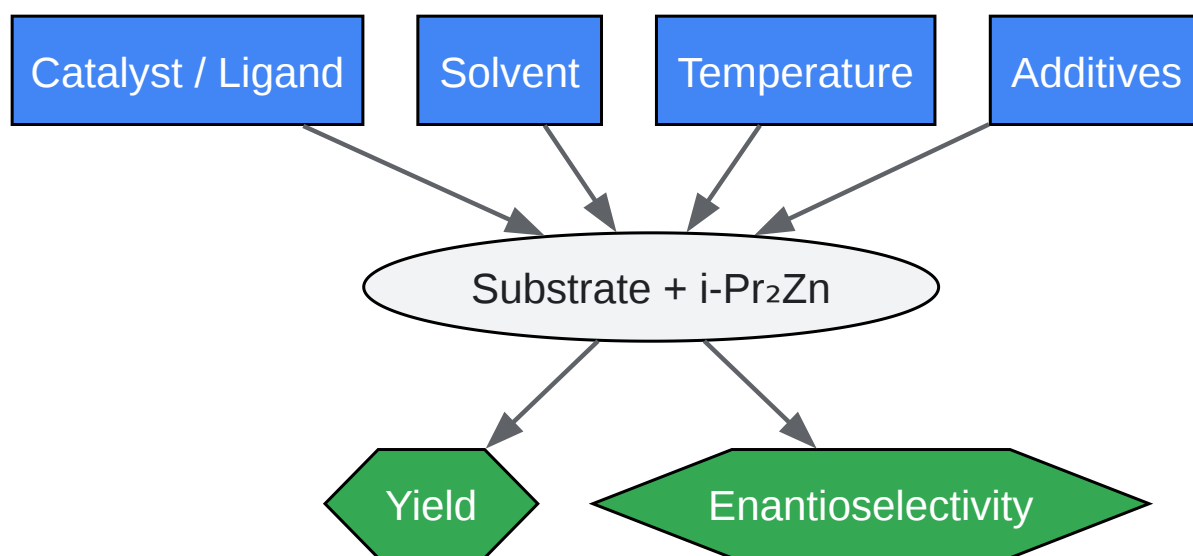 Catalyst / Ligand
Solvent
Temperature
Additives
Substrate + i-Pr₂Zn
Yield
Enantioselectivity